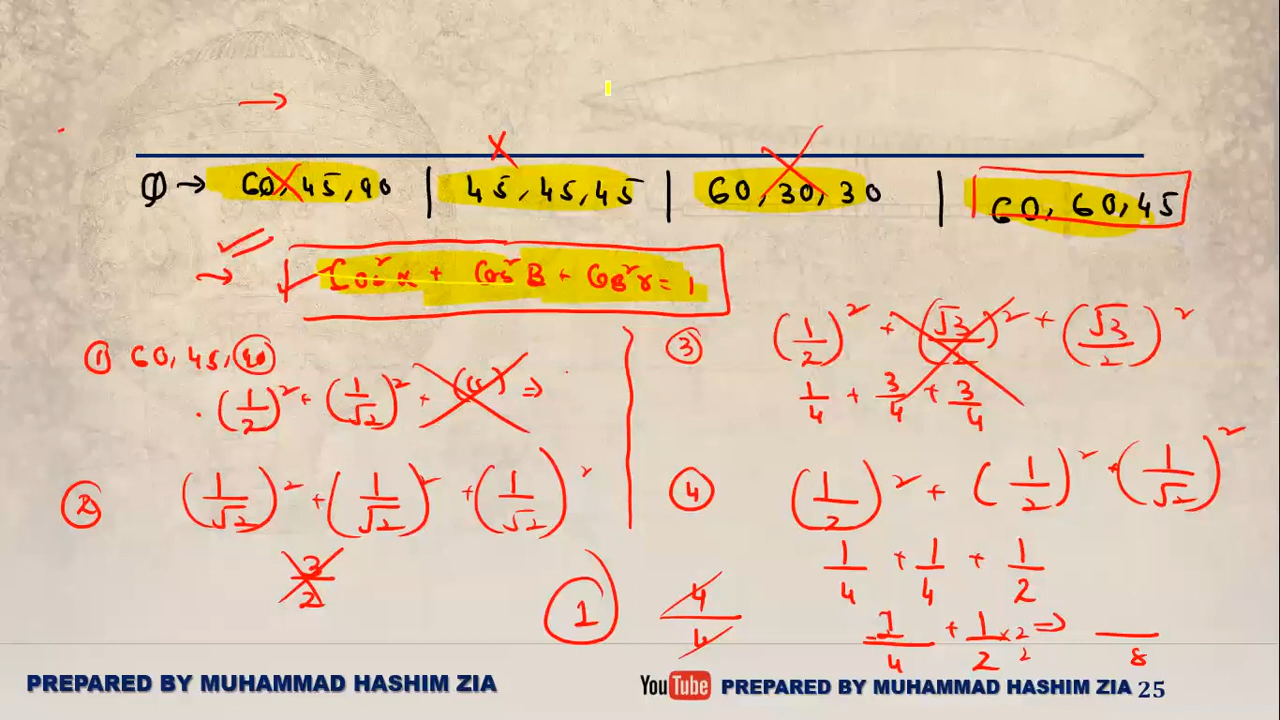 Q → 60, 45, 90 | 45, 45, 45 | 60, 30, 30 | 60, 60, 45
→ Cos²α + Cos²B + Cos²r = 1
① 60, 45, 90
(1/2)² + (1/√2)² + (0) ⇒
② (1/√2)² + (1/√2)² + (1/√2)²
3/2
③ (1/2)² + (√3/2)² + (√3/2)²
1/4 + 3/4 + 3/4
④ (1/2)² + (1/2)² + (1/√2)²
1/4 + 1/4 + 1/2
2/4 + 1/2 × 2/2 ⇒ /8
4/4
1
PREPARED BY MUHAMMAD HASHIM ZIA
YouTube PREPARED BY MUHAMMAD HASHIM ZIA 25